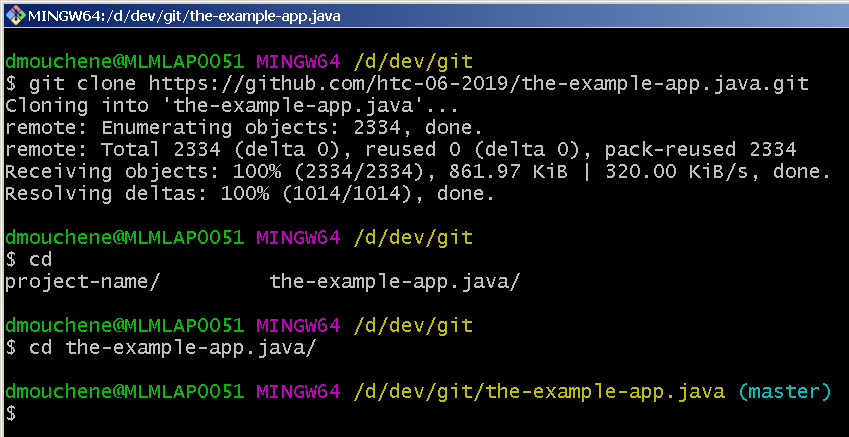 MINGW64:/d/dev/git/the-example-app.java
dmouchene@MLMLAP0051 MINGW64 /d/dev/git
$ git clone https://github.com/htc-06-2019/the-example-app.java.git
Cloning into 'the-example-app.java'...
remote: Enumerating objects: 2334, done.
remote: Total 2334 (delta 0), reused 0 (delta 0), pack-reused 2334
Receiving objects: 100% (2334/2334), 861.97 KiB | 320.00 KiB/s, done.
Resolving deltas: 100% (1014/1014), done.
dmouchene@MLMLAP0051 MINGW64 /d/dev/git
$ cd
project-name/         the-example-app.java/
dmouchene@MLMLAP0051 MINGW64 /d/dev/git
$ cd the-example-app.java/
dmouchene@MLMLAP0051 MINGW64 /d/dev/git/the-example-app.java (master)
$